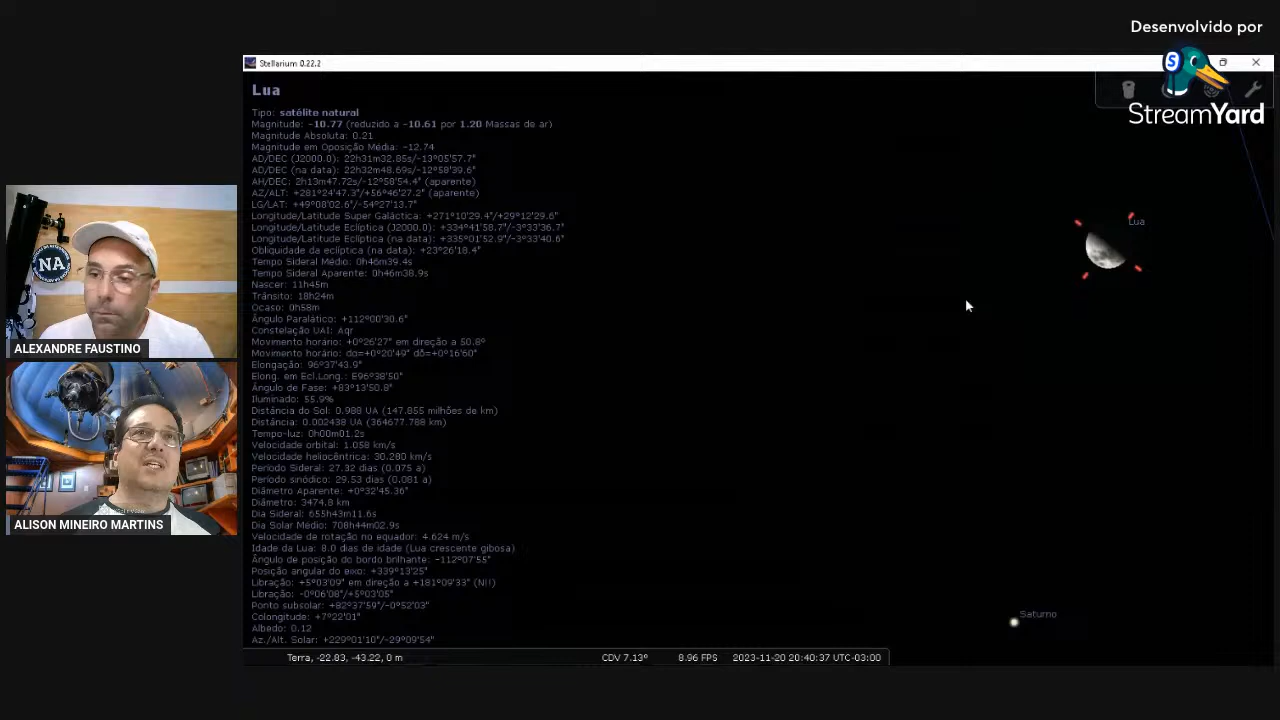 Desenvolvido por
S
StreamYard
Stellarium 0.22.2
Lua
Tipo: satélite natural
Magnitude: -10.77 (reduzido a -10.61 por 1.20 Massas de ar)
Magnitude Absoluta: 0.21
Magnitude em Oposição Média: -12.74
AD/DEC (J2000.0): 22h31m32.85s/-13°05'57.7"
AD/DEC (na data): 22h32m48.69s/-12°58'39.6"
AH/DEC: 2h13m47.72s/-12°58'54.4" (aparente)
AZ/ALT: +281°24'47.3"/+56°46'27.2" (aparente)
LG/LAT: +49°08'02.6"/-54°27'13.7"
Longitude/Latitude Super Galáctica: +271°10'29.4"/+29°12'29.6"
Longitude/Latitude Eclíptica (J2000.0): +334°41'58.7"/-3°33'36.7"
Longitude/Latitude Eclíptica (na data): +335°01'52.9"/-3°33'40.6"
Obliquidade da eclíptica (na data): +23°26'18.4"
Tempo Sideral Médio: 0h46m39.4s
Tempo Sideral Aparente: 0h46m38.9s
Nascer: 11h45m
Trânsito: 18h24m
Ocaso: 0h58m
Ângulo Paralático: +112°00'30.6"
Constelação UAI: Aqr
Movimento horário: +0°26'27" em direção a 50.8°
Movimento horário: dα=+0°20'49" dδ=+0°16'60"
Elongação: 96°37'43.9"
Elong. em Ecl.Long.: E96°38'50"
Ângulo de Fase: +83°13'50.8"
Iluminado: 55.9%
Distância do Sol: 0.988 UA (147.855 milhões de km)
Distância: 0.002438 UA (364677.788 km)
Tempo-luz: 0h00m01.2s
Velocidade orbital: 1.058 km/s
Velocidade heliocêntrica: 30.280 km/s
Período Sideral: 27.32 dias (0.075 a)
Período sinódico: 29.53 dias (0.081 a)
Diâmetro Aparente: +0°32'45.36"
Diâmetro: 3474.8 km
Dia Sideral: 655h43m11.6s
Dia Solar Médio: 708h44m02.9s
Velocidade de rotação no equador: 4.624 m/s
Idade da Lua: 8.0 dias de idade (Lua crescente gibosa)
Ângulo de posição do bordo brilhante: -112°07'55"
Posição angular do eixo: +339°13'25"
Libração: +5°03'09" em direção a +181°09'33" (N!!)
Libração: -0°06'08"/+5°03'05"
Ponto subsolar: +82°37'59"/-0°52'03"
Colongitude: +7°22'01"
Albedo: 0.12
Az./Alt. Solar: +229°01'10"/-29°09'54"
Lua
Saturno
Terra, -22.83, -43.22, 0 m
CDV 7.13°
8.96 FPS
2023-11-20 20:40:37 UTC-03:00
NA
ALEXANDRE FAUSTINO
ALISON MINEIRO MARTINS